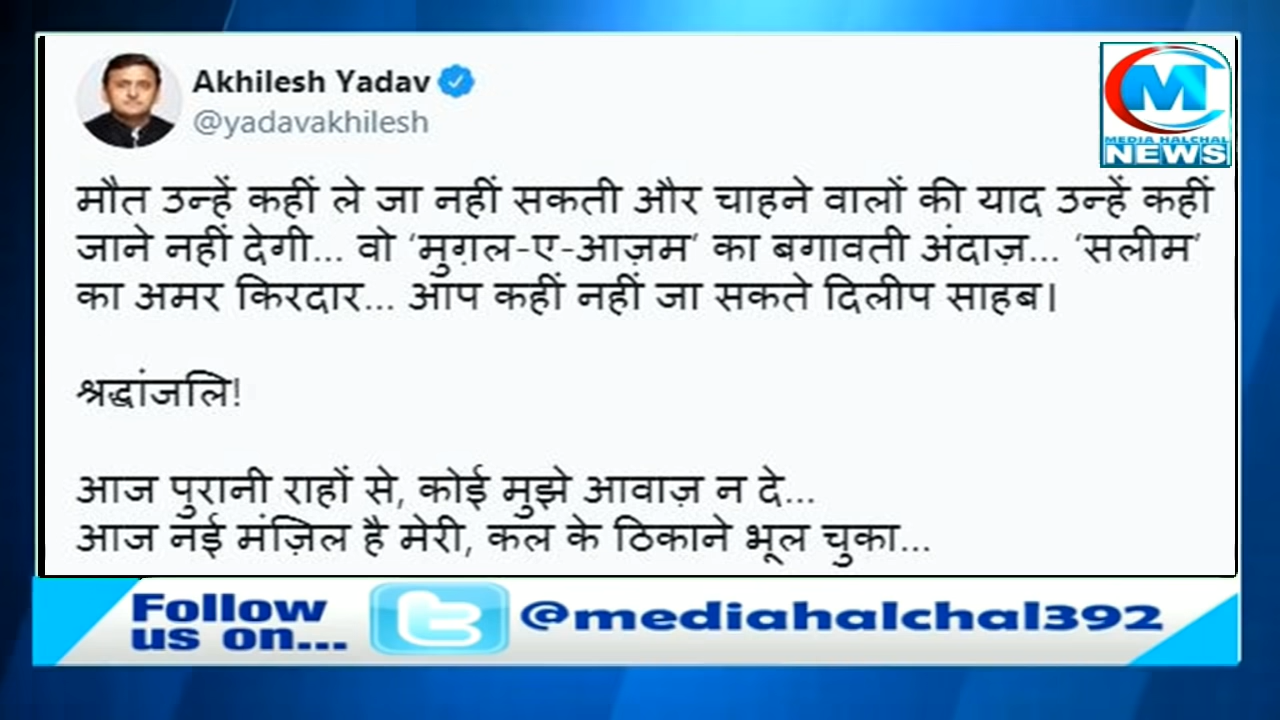 Akhilesh Yadav
@yadavakhilesh
MEDIA HALCHAL
NEWS
मौत उन्हें कहीं ले जा नहीं सकती और चाहने वालों की याद उन्हें कहीं
जाने नहीं देगी... वो ‘मुग़ल-ए-आज़म’ का बगावती अंदाज़... ‘सलीम’
का अमर किरदार... आप कहीं नहीं जा सकते दिलीप साहब।
श्रद्धांजलि!
आज पुरानी राहों से, कोई मुझे आवाज़ न दे...
आज नई मंज़िल है मेरी, कल के ठिकाने भूल चुका...
Follow
us on...
@mediahalchal392